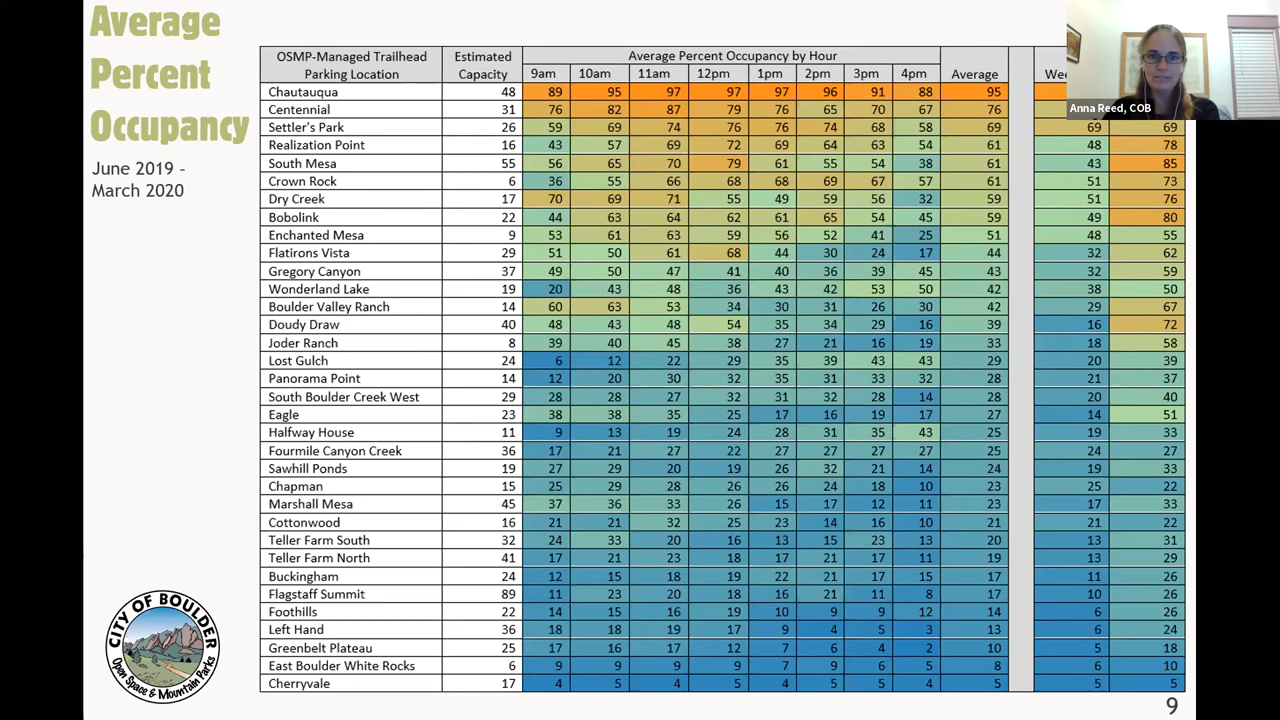 Average
Percent
Occupancy
June 2019 -
March 2020
OSMP-Managed Trailhead Parking Location Estimated Capacity Average Percent Occupancy by Hour
9am 10am 11am 12pm 1pm 2pm 3pm 4pm Average
Chautauqua 48 89 95 97 97 97 96 91 88 95
Centennial 31 76 82 87 79 76 65 70 67 76
Settler's Park 26 59 69 74 76 76 74 68 58 69 69 69
Realization Point 16 43 57 69 72 69 64 63 54 61 48 78
South Mesa 55 56 65 70 79 61 55 54 38 61 43 85
Crown Rock 6 36 55 66 68 68 69 67 57 61 51 73
Dry Creek 17 70 69 71 55 49 59 56 32 59 51 76
Bobolink 22 44 63 64 62 61 65 54 45 59 49 80
Enchanted Mesa 9 53 61 63 59 56 52 41 25 51 48 55
Flatirons Vista 29 51 50 61 68 44 30 24 17 44 32 62
Gregory Canyon 37 49 50 47 41 40 36 39 45 43 32 59
Wonderland Lake 19 20 43 48 36 43 42 53 50 42 38 50
Boulder Valley Ranch 14 60 63 53 34 30 31 26 30 42 29 67
Doudy Draw 40 48 43 48 54 35 34 29 16 39 16 72
Joder Ranch 8 39 40 45 38 27 21 16 19 33 18 58
Lost Gulch 24 6 12 22 29 35 39 43 43 29 20 39
Panorama Point 14 12 20 30 32 35 31 33 32 28 21 37
South Boulder Creek West 29 28 28 27 32 31 32 28 14 28 20 40
Eagle 23 38 38 35 25 17 16 19 17 27 14 51
Halfway House 11 9 13 19 24 28 31 35 43 25 19 33
Fourmile Canyon Creek 36 17 21 27 22 27 27 27 27 25 24 27
Sawhill Ponds 19 27 29 20 19 26 32 21 14 24 19 33
Chapman 15 25 29 28 26 26 24 18 10 23 25 22
Marshall Mesa 45 37 36 33 26 15 17 12 11 23 17 33
Cottonwood 16 21 21 32 25 23 14 16 10 21 21 22
Teller Farm South 32 24 33 20 16 13 15 23 13 20 13 31
Teller Farm North 41 17 21 23 18 17 21 17 11 19 13 29
Buckingham 24 12 15 18 19 22 21 17 15 17 11 26
Flagstaff Summit 89 11 23 20 18 16 21 11 8 16 10 26
Foothills 22 14 15 16 19 10 9 9 12 14 6 26
Left Hand 36 18 18 19 17 9 4 5 3 13 6 24
Greenbelt Plateau 25 17 16 17 12 7 6 4 2 10 5 18
East Boulder White Rocks 6 9 9 9 9 7 9 6 5 8 6 10
Cherryvale 17 4 5 4 5 4 5 5 4 5 5 5
Anna Reed, COB
CITY OF BOULDER
Open Space & Mountain Parks
9